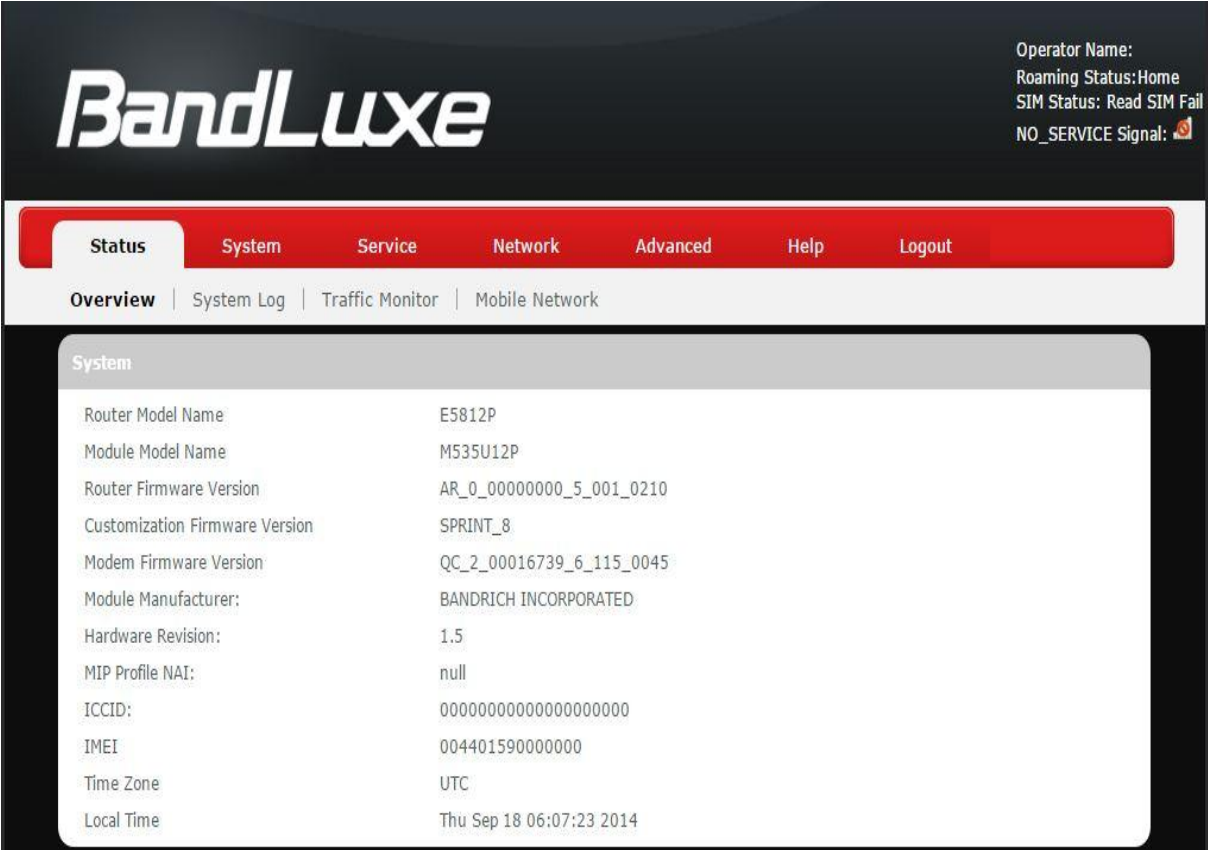 BandLuxe
Operator Name:
Roaming Status:Home
SIM Status: Read SIM Fail
NO_SERVICE Signal:
Status System Service Network Advanced Help Logout
Overview | System Log | Traffic Monitor | Mobile Network
System
Router Model Name E5812P
Module Model Name M535U12P
Router Firmware Version AR_0_00000000_5_001_0210
Customization Firmware Version SPRINT_8
Modem Firmware Version QC_2_00016739_6_115_0045
Module Manufacturer: BANDRICH INCORPORATED
Hardware Revision: 1.5
MIP Profile NAI: null
ICCID: 00000000000000000000
IMEI 004401590000000
Time Zone UTC
Local Time Thu Sep 18 06:07:23 2014